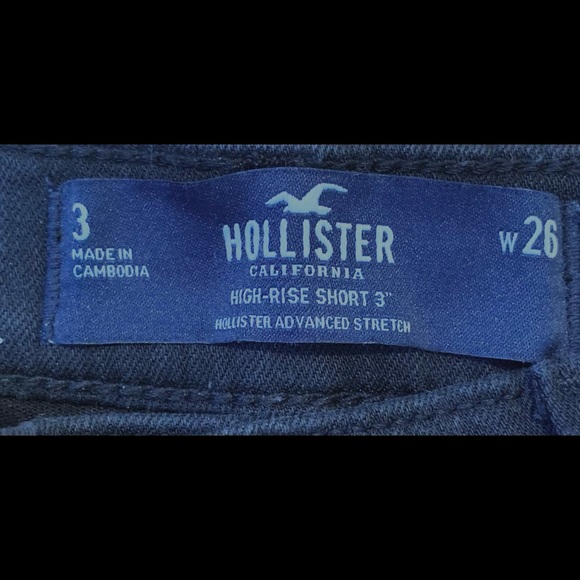 3
MADE IN
CAMBODIA
HOLLISTER
CALIFORNIA
HIGH-RISE SHORT 3"
HOLLISTER ADVANCED STRETCH
W 26